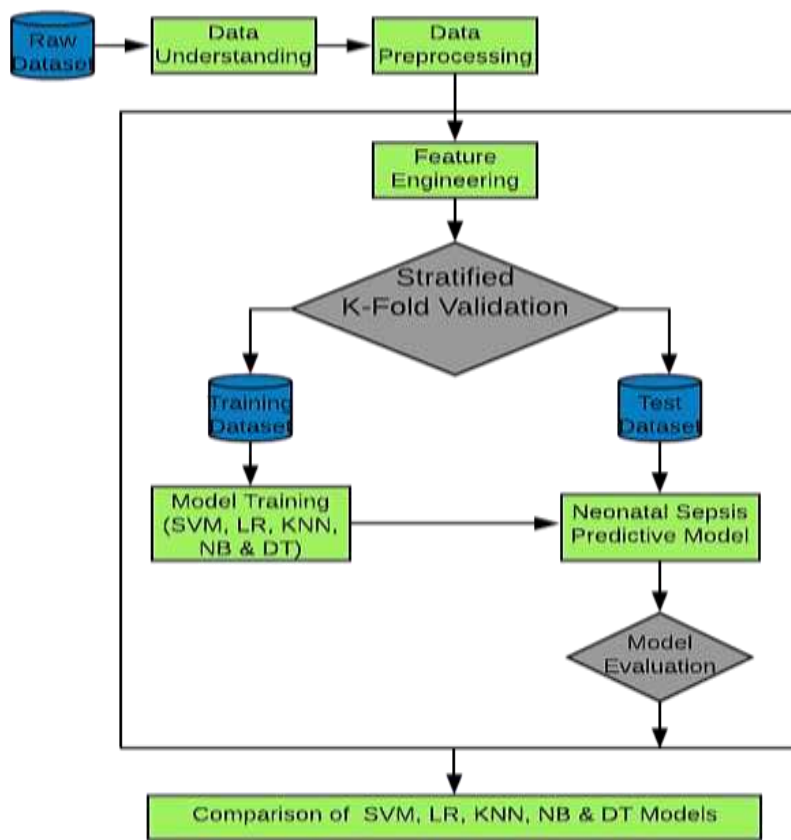 Raw
Dataset
Data
Understanding
Data
Preprocessing
Feature
Engineering
Stratified
K-Fold Validation
Training
Dataset
Test
Dataset
Model Training
(SVM, LR, KNN,
NB & DT)
Neonatal Sepsis
Predictive Model
Model
Evaluation
Comparison of SVM, LR, KNN, NB & DT Models